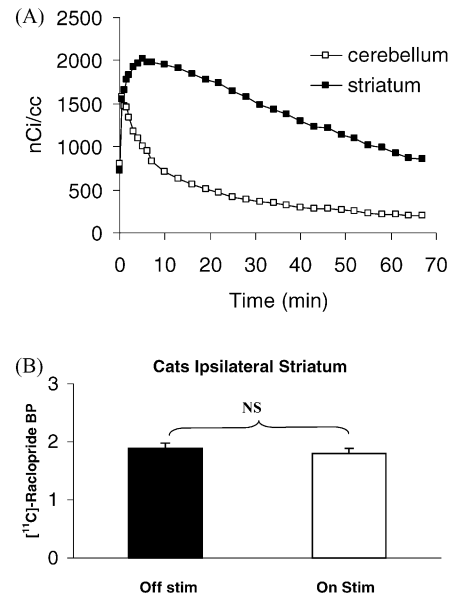 (A)
2500
2000
1500
1000
500
0
nCi/cc
cerebellum
striatum
0 10 20 30 40 50 60 70
Time (min)
(B)
Cats Ipsilateral Striatum
3
2
1
0
[¹¹C]-Raclopride BP
NS
Off stim On Stim